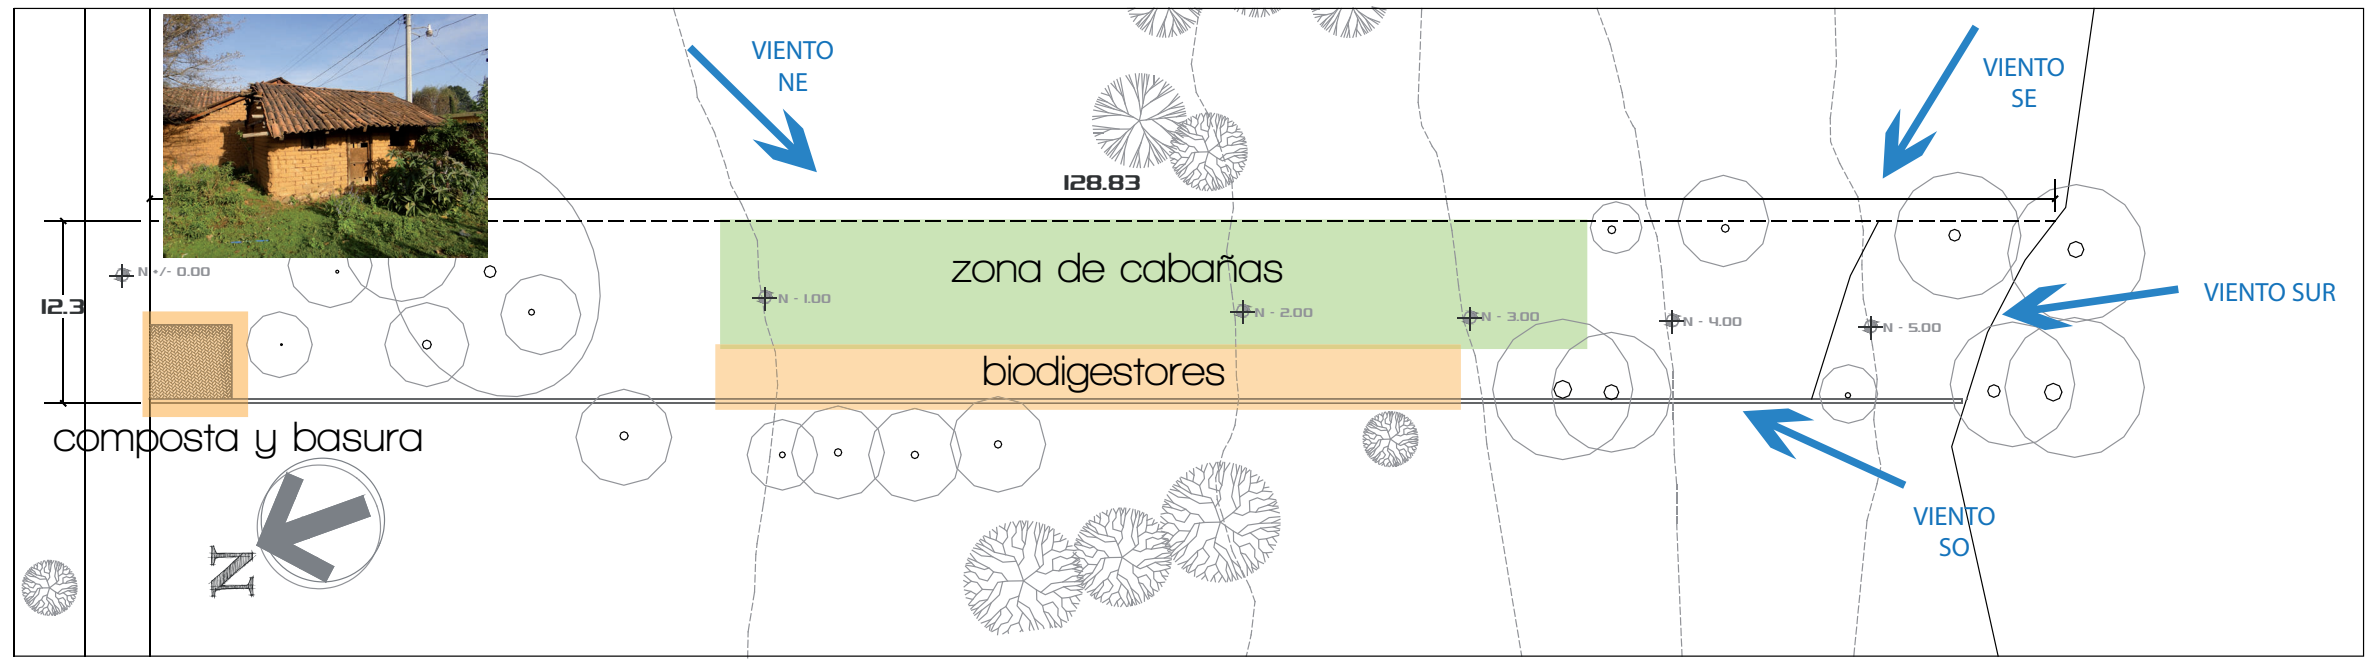 VIENTO
NE
VIENTO
SE
128.83
zona de cabañas
N +/- 0.00
12.3
N - 1.00
N - 2.00
N - 3.00
N - 4.00
N - 5.00
VIENTO SUR
biodigestores
composta y basura
VIENTO
SO
N